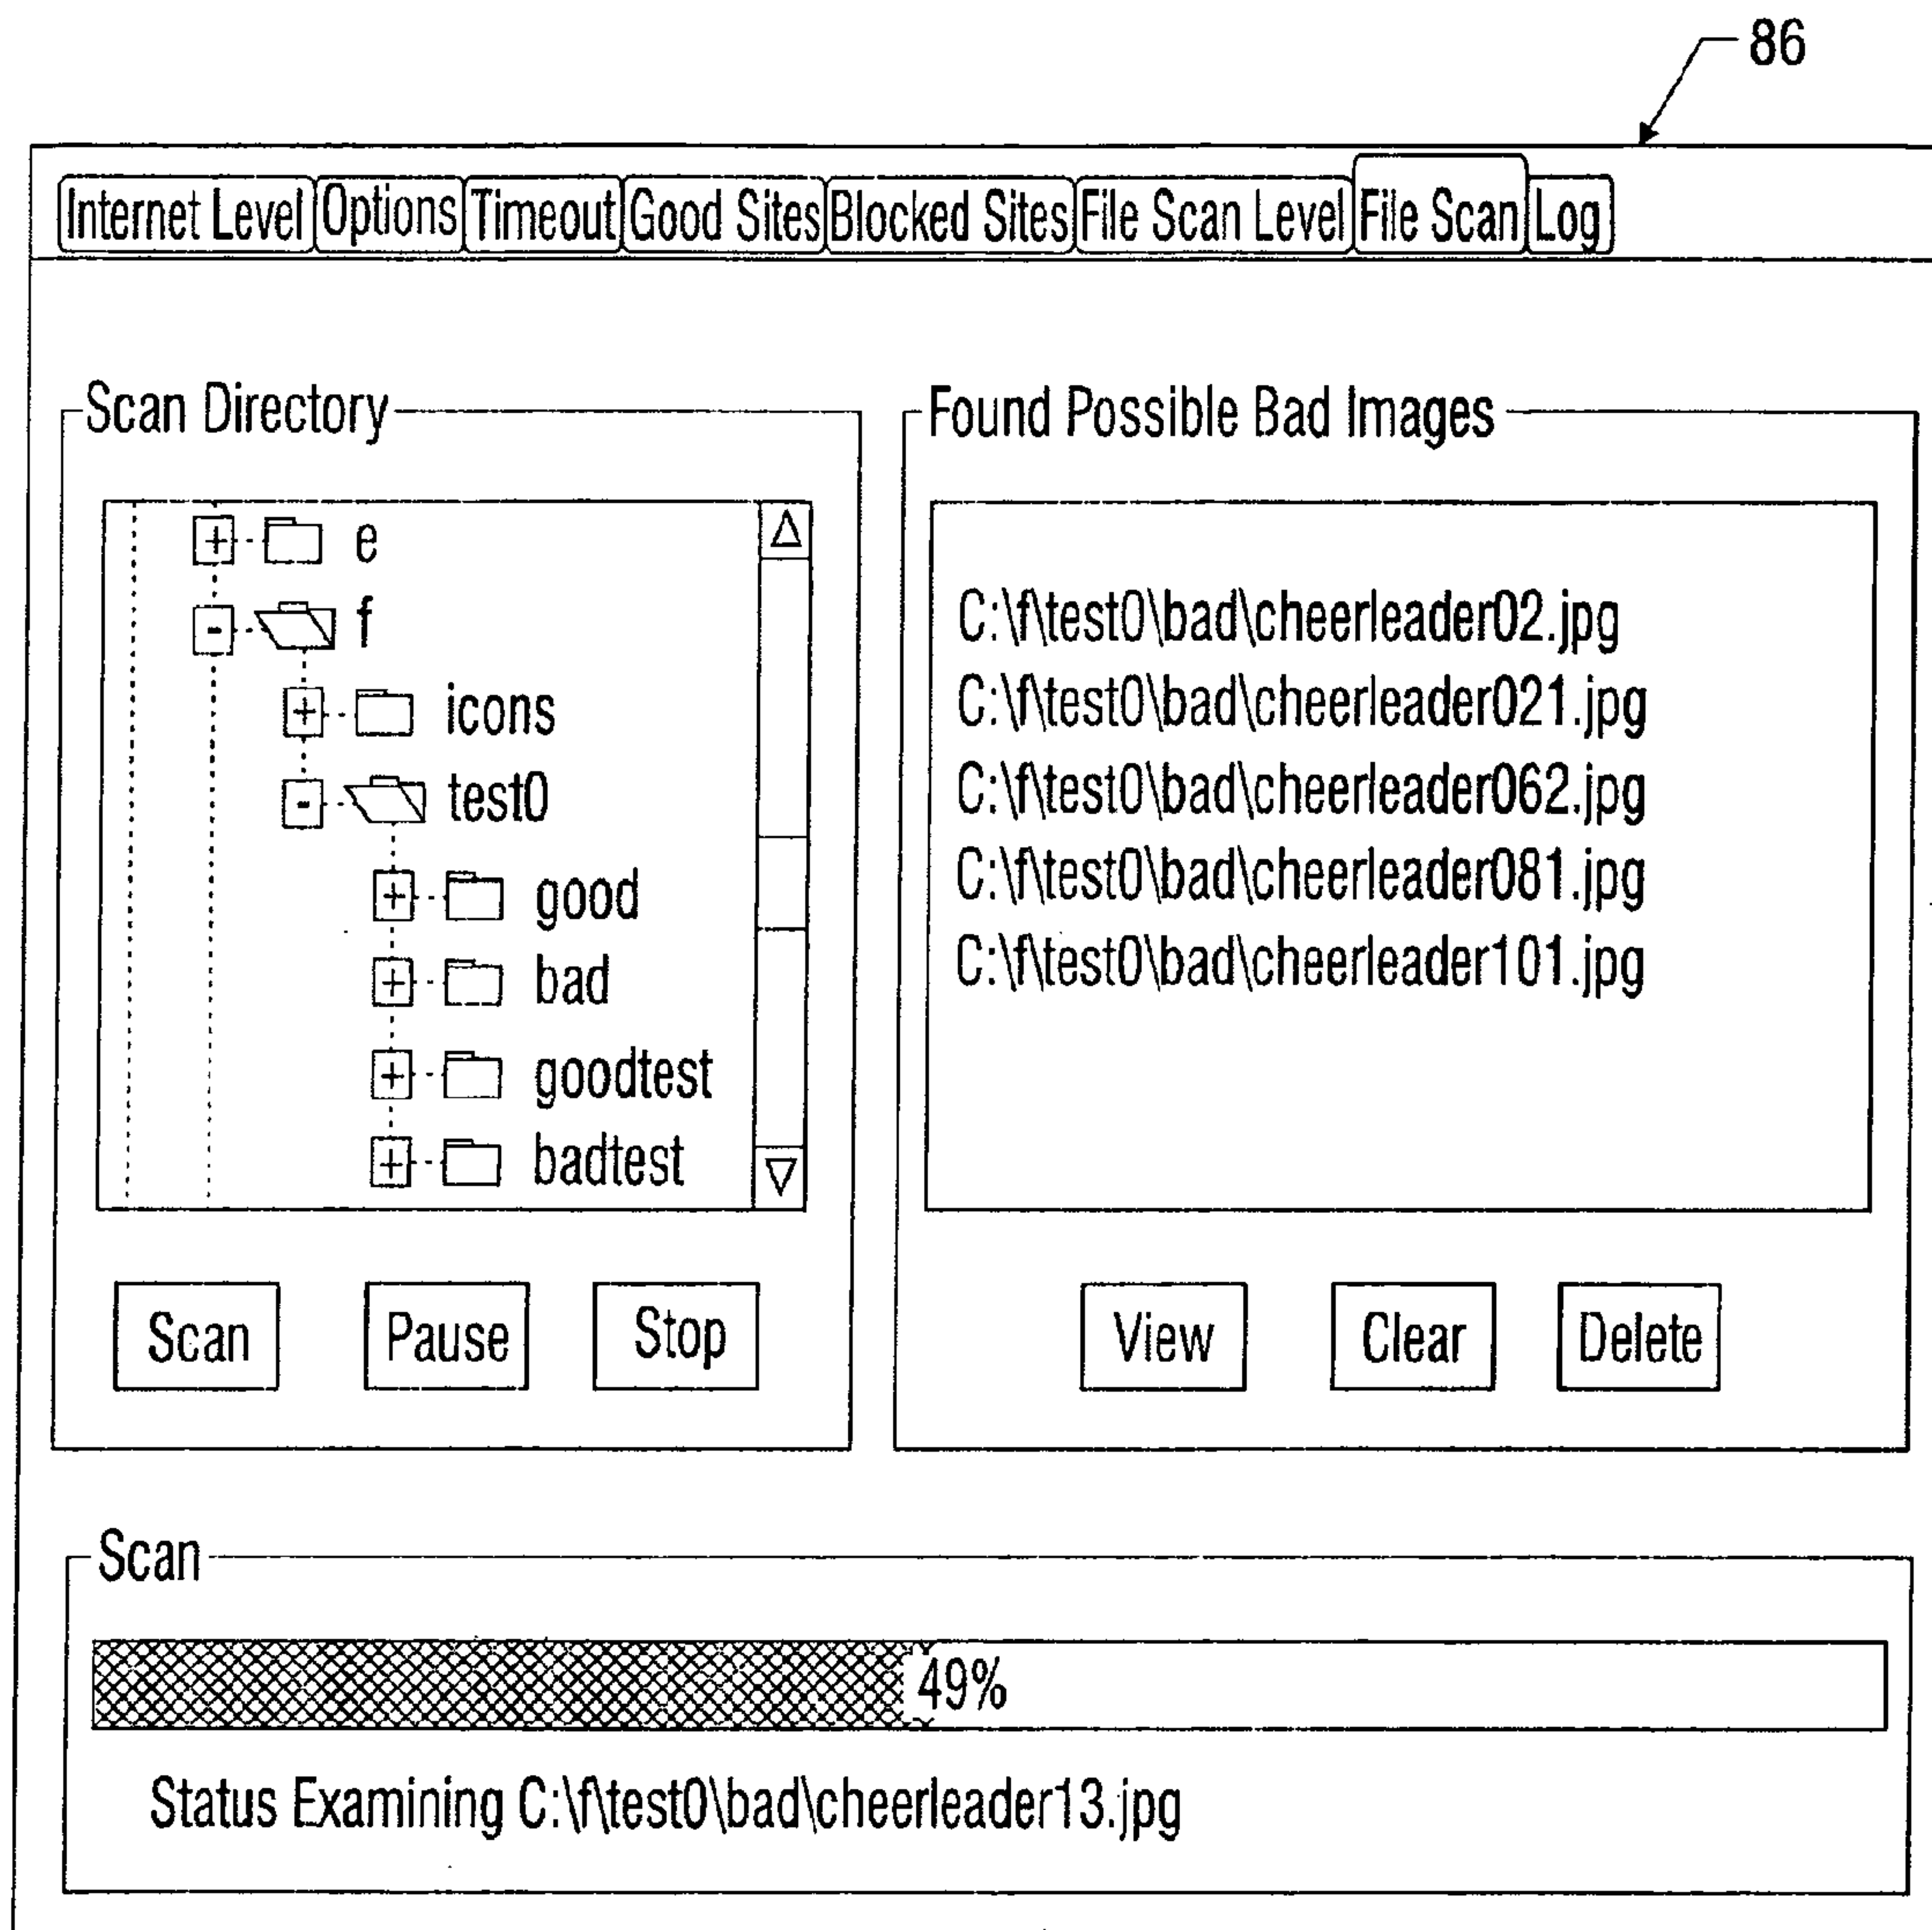 86
Internet Level Options Timeout Good Sites Blocked Sites File Scan Level File Scan Log
Scan Directory
e
f
icons
test0
good
bad
goodtest
badtest
Scan Pause Stop
Found Possible Bad Images
C:\f\test0\bad\cheerleader02.jpg
C:\f\test0\bad\cheerleader021.jpg
C:\f\test0\bad\cheerleader062.jpg
C:\f\test0\bad\cheerleader081.jpg
C:\f\test0\bad\cheerleader101.jpg
View Clear Delete
Scan
49%
Status Examining C:\f\test0\bad\cheerleader13.jpg